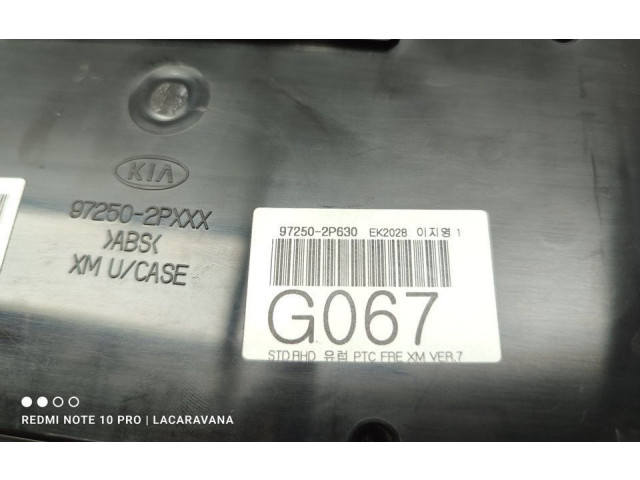 KIA
97250-2PXXX
>ABS<
XM U/CASE
97250-2P630 EK2028 이지영 1
G067
STD RHD 유럽 PTC FRE XM VER.7
REDMI NOTE 10 PRO | LACARAVANA